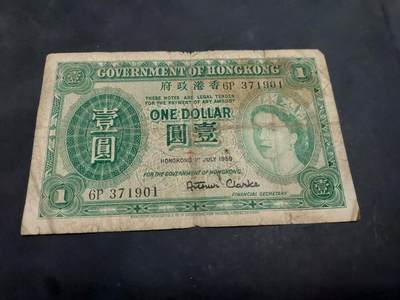 GOVERNMENT OF HONGKONG
1
1
府政港香 6P 371901
THESE NOTES ARE LEGAL TENDER
FOR THE PAYMENT OF ANY AMOUNT
ONE DOLLAR
壹圓
圓壹
HONGKONG 1ST JULY 1959
FOR THE GOVERNMENT OF HONGKONG.
6P 371901
Arthur Clarke
FINANCIAL SECRETARY
1
壹